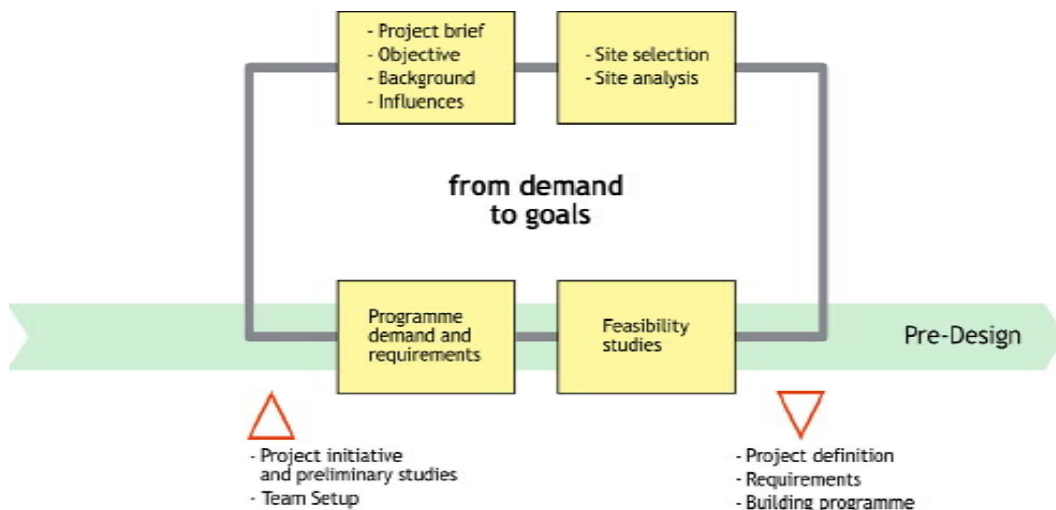 - Project brief
- Objective
- Background
- Influences
- Site selection
- Site analysis
from demand
to goals
Programme
demand and
requirements
Feasibility
studies
Pre-Design
- Project initiative
and preliminary studies
- Team Setup
- Project definition
- Requirements
- Building programme